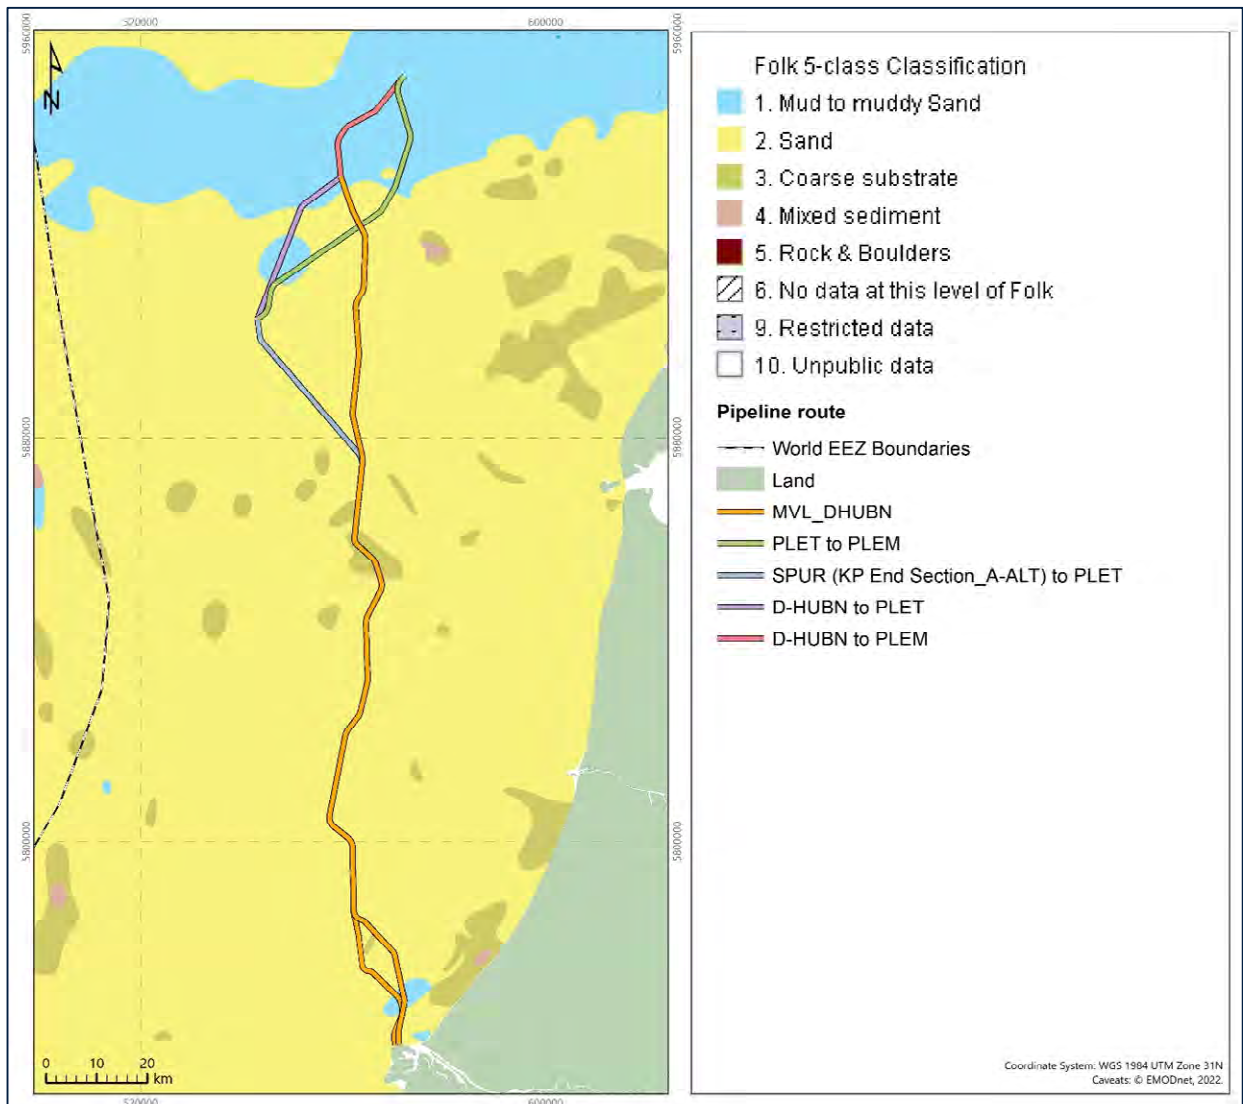 520000
600000
5960000
5960000
N
5880000
5880000
5800000
5800000
0 10 20
km
520000
600000
Folk 5-class Classification
1. Mud to muddy Sand
2. Sand
3. Coarse substrate
4. Mixed sediment
5. Rock & Boulders
6. No data at this level of Folk
9. Restricted data
10. Unpublic data
Pipeline route
World EEZ Boundaries
Land
MVL_DHUBN
PLET to PLEM
SPUR (KP End Section_A-ALT) to PLET
D-HUBN to PLET
D-HUBN to PLEM
Coordinate System: WGS 1984 UTM Zone 31N
Caveats: © EMODnet, 2022.